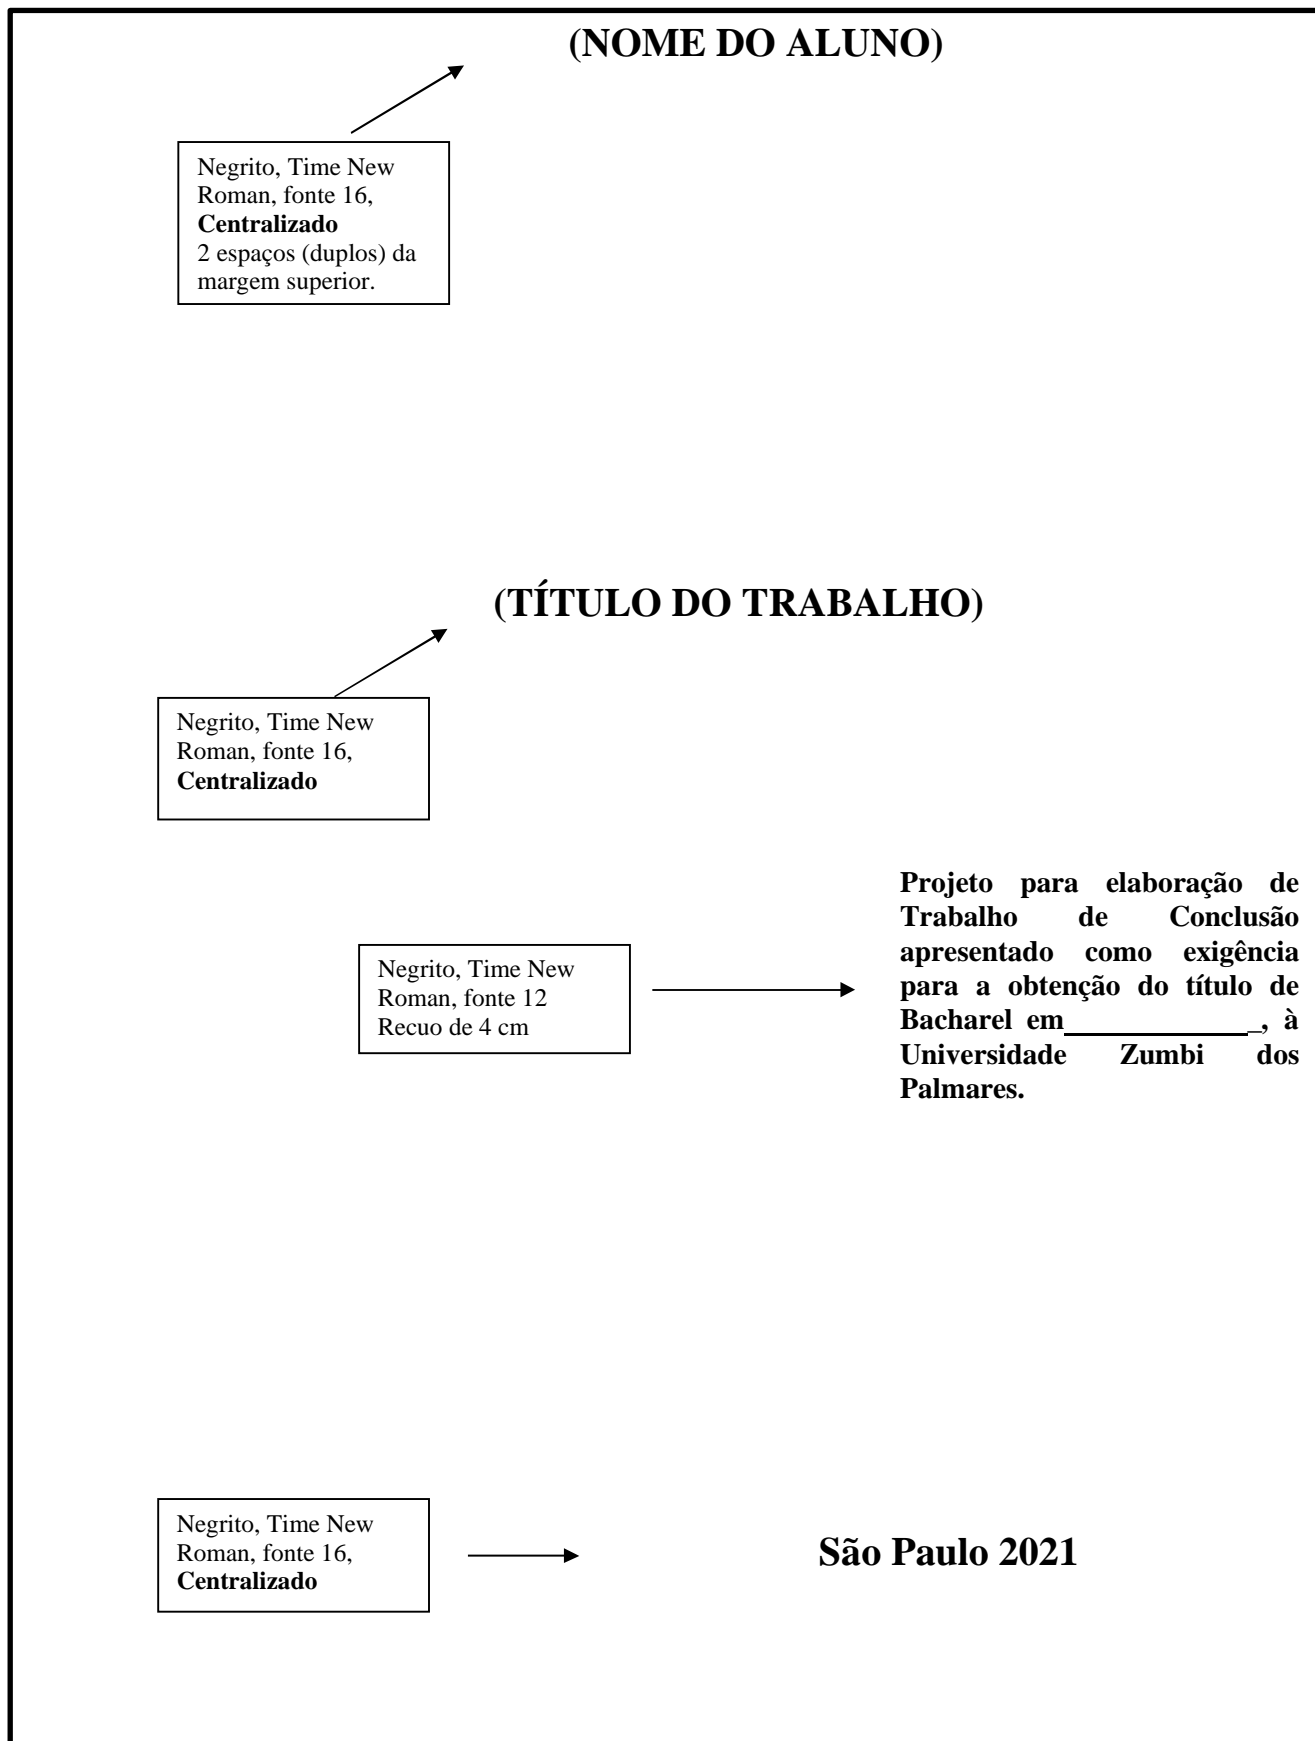 (NOME DO ALUNO)
Negrito, Time New
Roman, fonte 16,
Centralizado
2 espaços (duplos) da
margem superior.
(TÍTULO DO TRABALHO)
Negrito, Time New
Roman, fonte 16,
Centralizado
Projeto para elaboração de
Trabalho de Conclusão
apresentado como exigência
para a obtenção do título de
Bacharel em_____________, à
Universidade Zumbi dos
Palmares.
Negrito, Time New
Roman, fonte 12
Recuo de 4 cm
Negrito, Time New
Roman, fonte 16,
Centralizado
São Paulo 2021